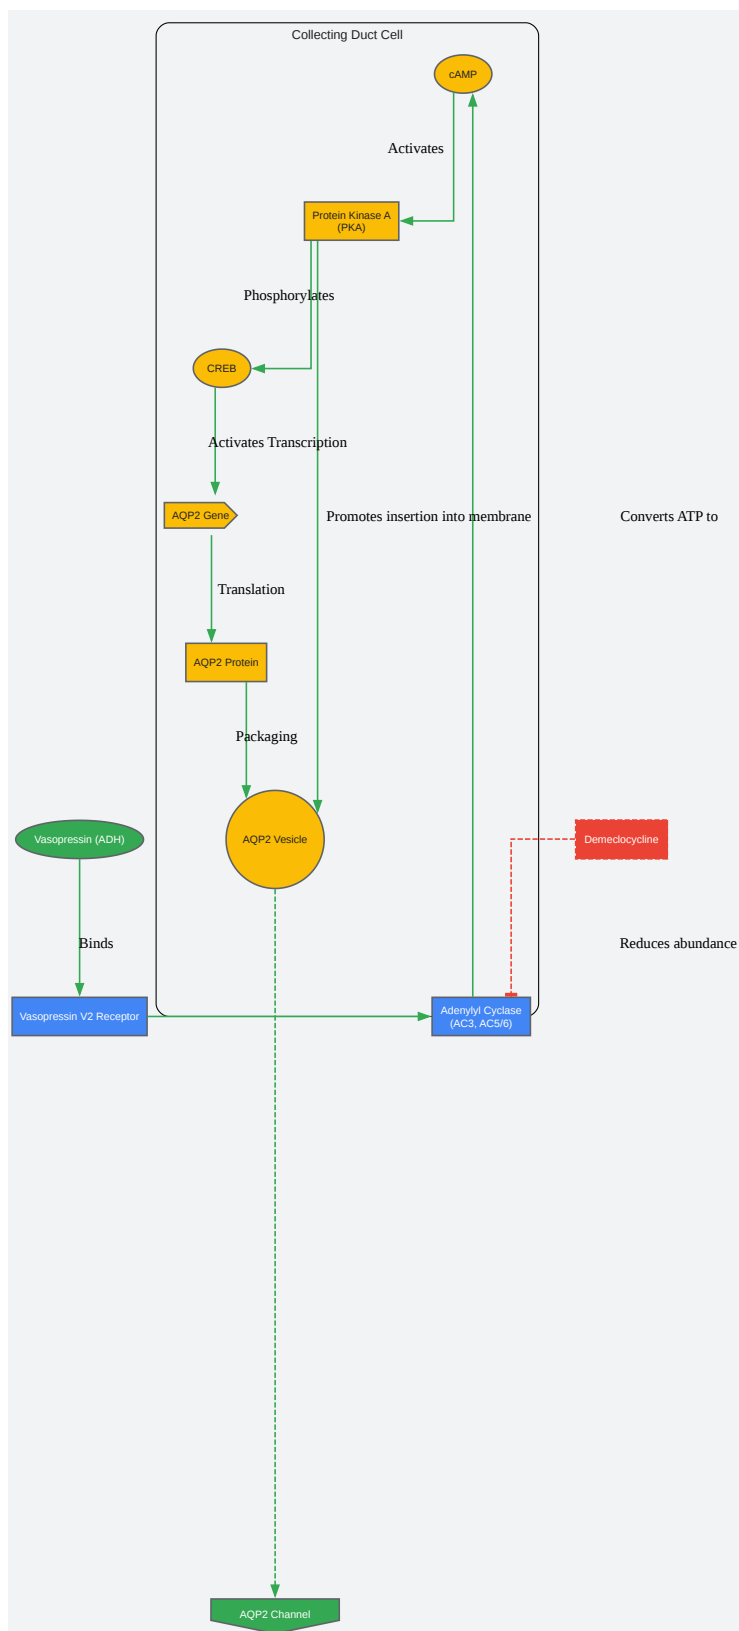 Collecting Duct Cell
cAMP
Activates
Protein Kinase A
(PKA)
Phosphorylates
CREB
Activates Transcription
AQP2 Gene
Promotes insertion into membrane
Converts ATP to
Translation
AQP2 Protein
Packaging
Vasopressin (ADH)
AQP2 Vesicle
Demeclocycline
Binds
Reduces abundance
Vasopressin V2 Receptor
Adenylyl Cyclase
(AC3, AC5/6)
AQP2 Channel